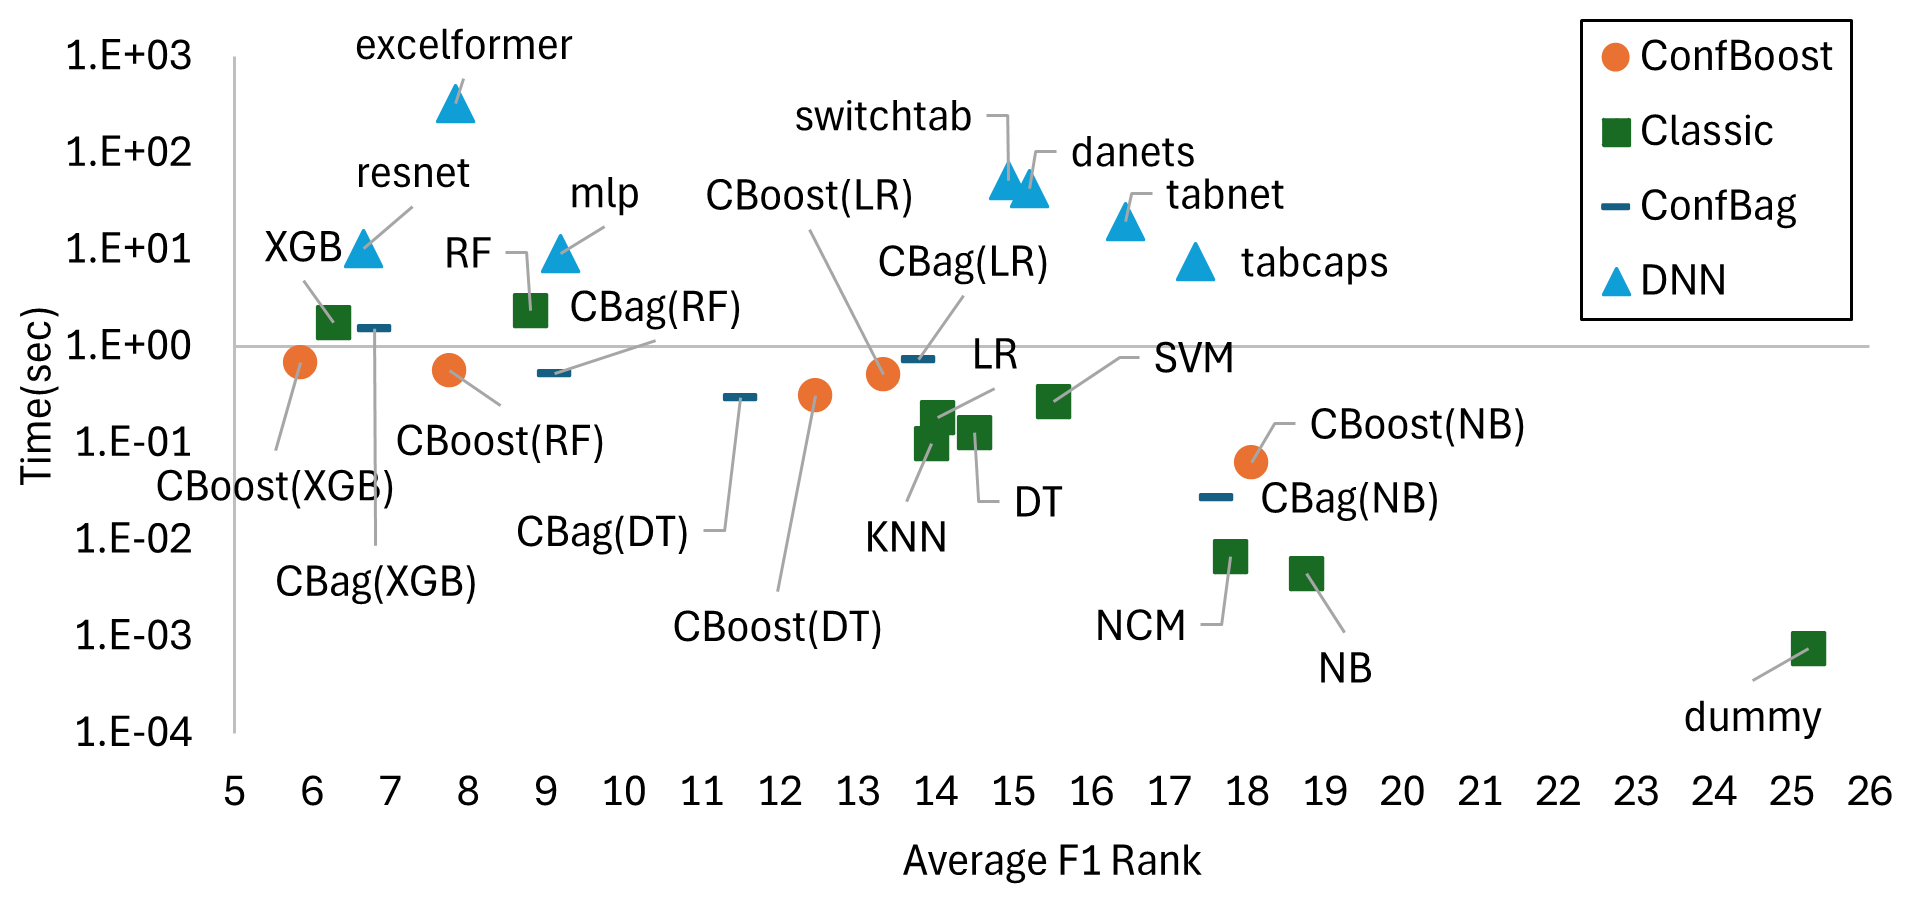 1.E+03
1.E+02
1.E+01
1.E+00
1.E-01
1.E-02
1.E-03
1.E-04
Time(sec)
excelformer
resnet
XGB
mlp
RF
CBag(RF)
CBoost(LR)
switchtab
danets
tabnet
tabcaps
CBag(LR)
LR
SVM
CBoost(RF)
CBoost(XGB)
CBag(XGB)
CBag(DT)
CBoost(DT)
KNN
DT
CBoost(NB)
CBag(NB)
NCM
NB
dummy
ConfBoost
Classic
ConfBag
DNN
5 6 7 8 9 10 11 12 13 14 15 16 17 18 19 20 21 22 23 24 25 26
Average F1 Rank